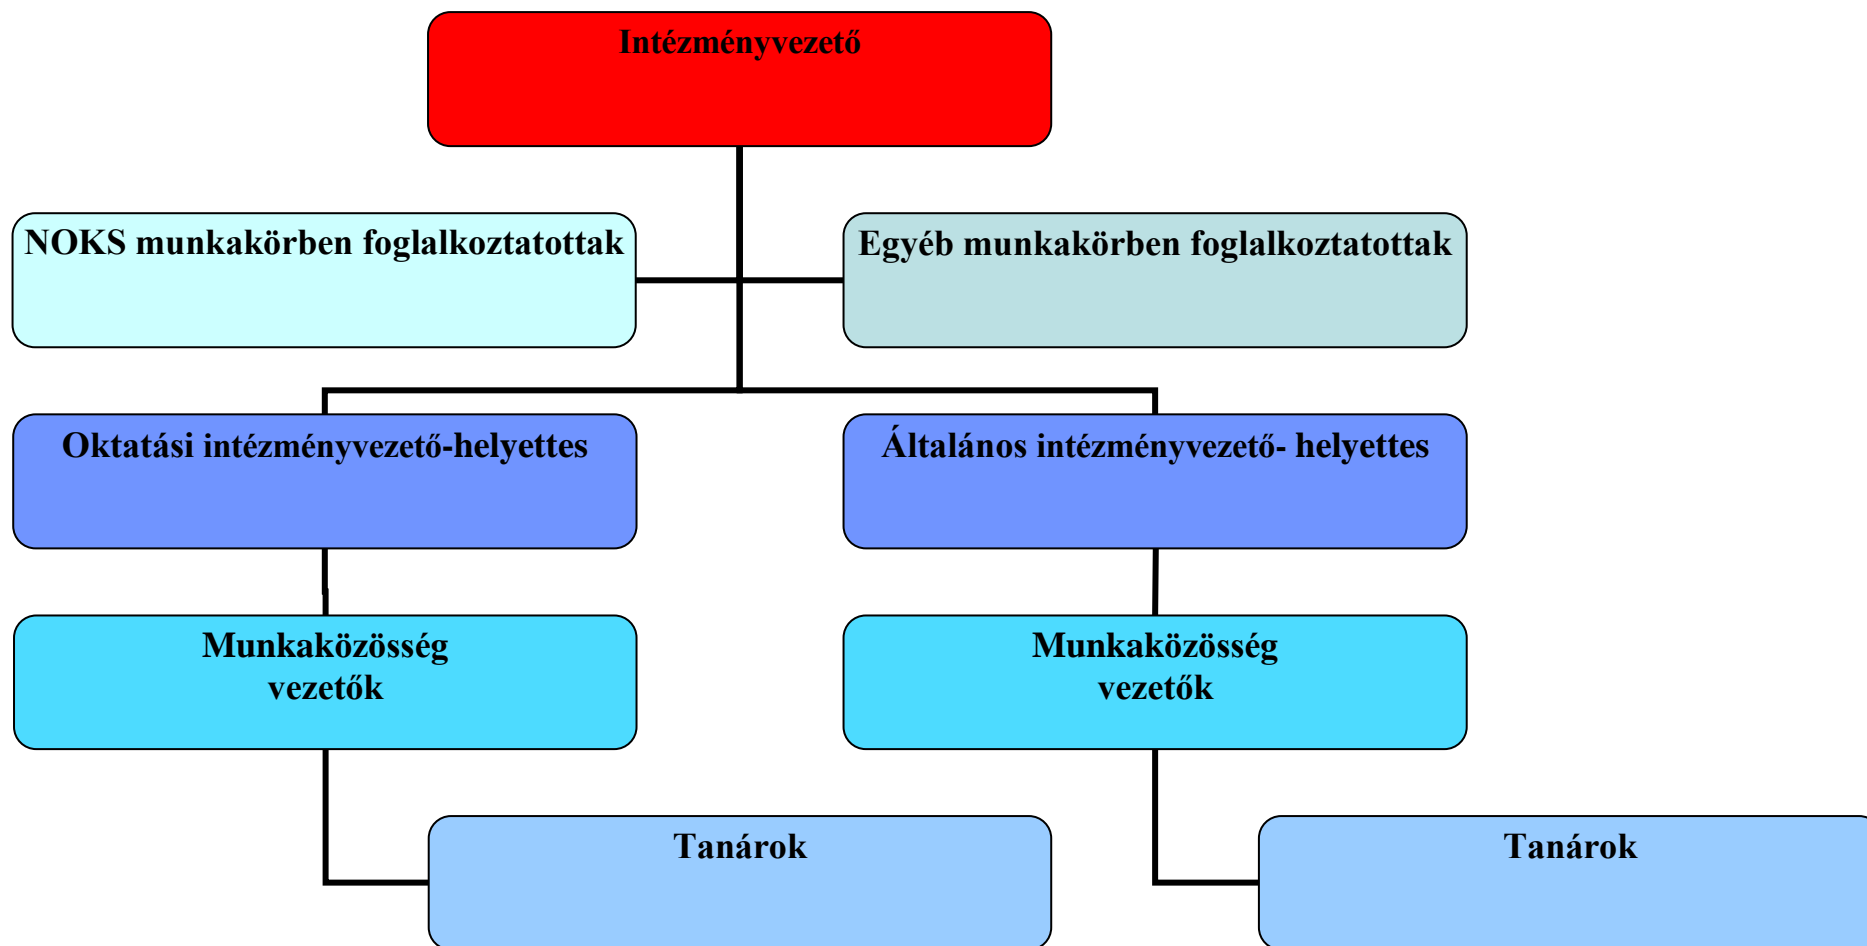 Intézményvezető
NOKS munkakörben foglalkoztatottak
Egyéb munkakörben foglalkoztatottak
Oktatási intézményvezető-helyettes
Általános intézményvezető- helyettes
Munkaközösség
vezetők
Munkaközösség
vezetők
Tanárok
Tanárok